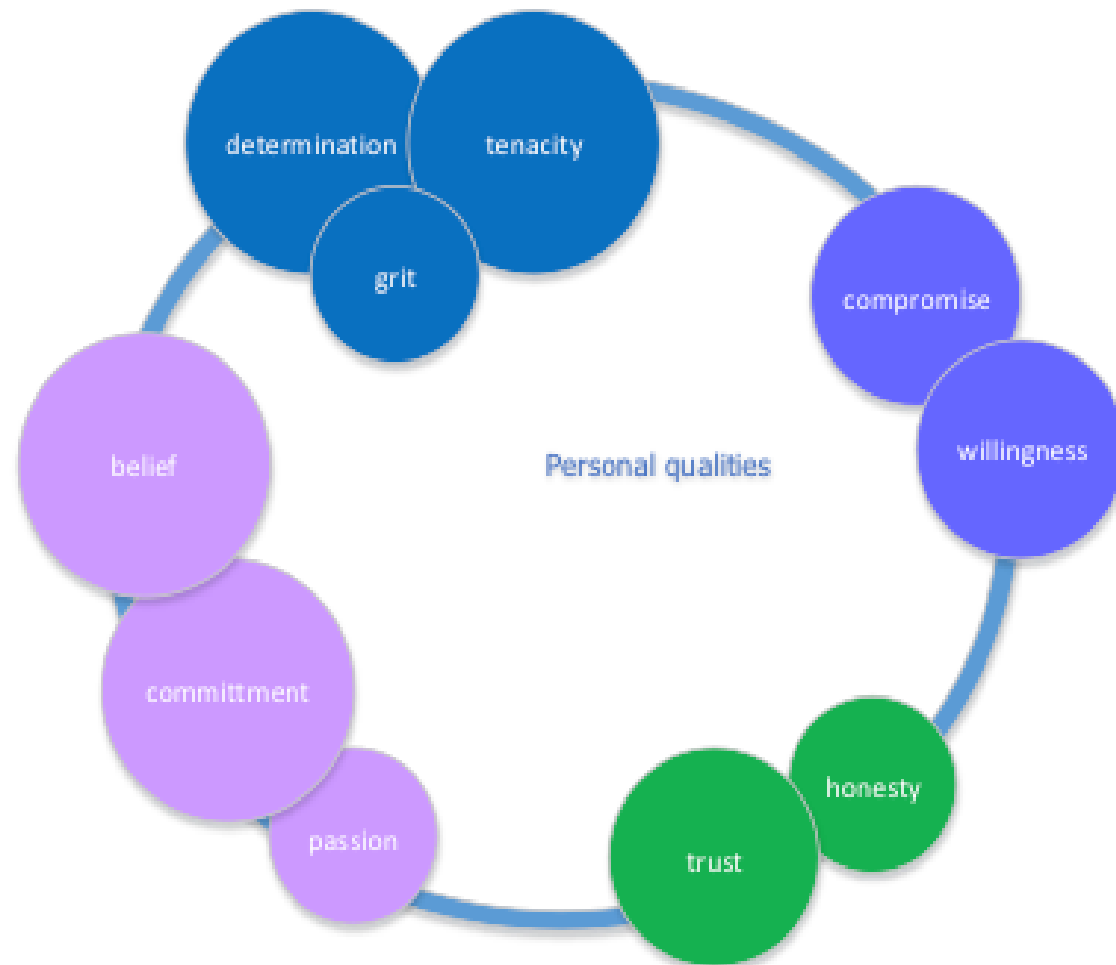 determination
tenacity
grit
compromise
willingness
belief
Personal qualities
committment
honesty
passion
trust